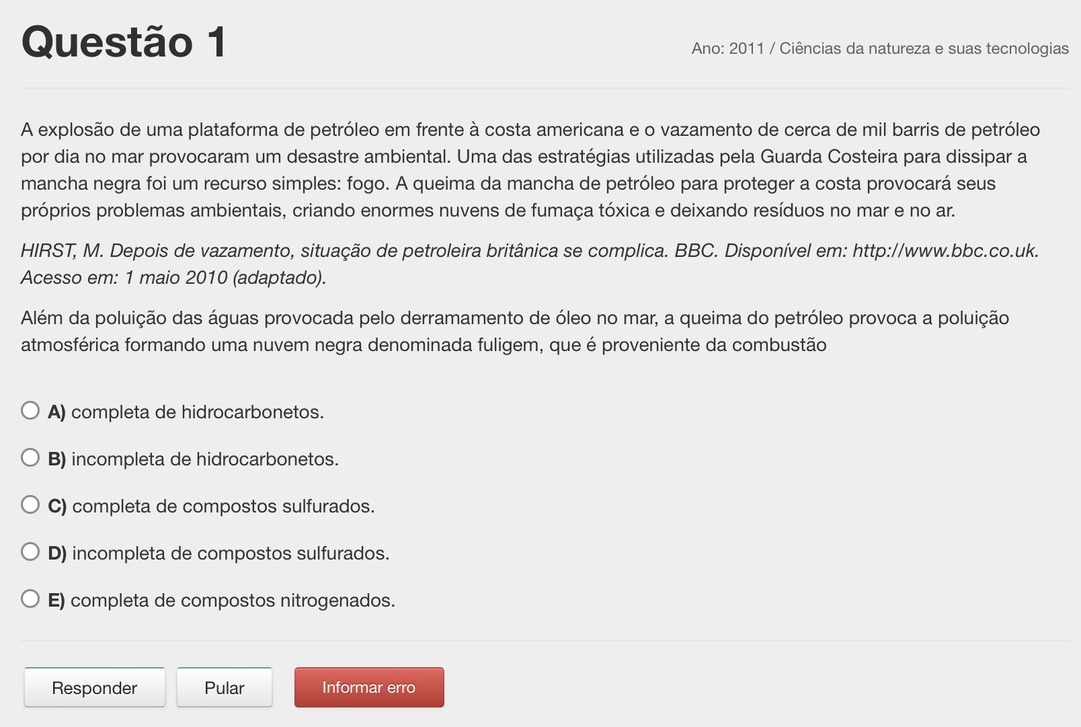 Questão 1
Ano: 2011 / Ciências da natureza e suas tecnologias
A explosão de uma plataforma de petróleo em frente à costa americana e o vazamento de cerca de mil barris de petróleo
por dia no mar provocaram um desastre ambiental. Uma das estratégias utilizadas pela Guarda Costeira para dissipar a
mancha negra foi um recurso simples: fogo. A queima da mancha de petróleo para proteger a costa provocará seus
próprios problemas ambientais, criando enormes nuvens de fumaça tóxica e deixando resíduos no mar e no ar.
HIRST, M. Depois de vazamento, situação de petroleira britânica se complica. BBC. Disponível em: http://www.bbc.co.uk.
Acesso em: 1 maio 2010 (adaptado).
Além da poluição das águas provocada pelo derramamento de óleo no mar, a queima do petróleo provoca a poluição
atmosférica formando uma nuvem negra denominada fuligem, que é proveniente da combustão
A) completa de hidrocarbonetos.
B) incompleta de hidrocarbonetos.
C) completa de compostos sulfurados.
D) incompleta de compostos sulfurados.
E) completa de compostos nitrogenados.
Responder Pular Informar erro